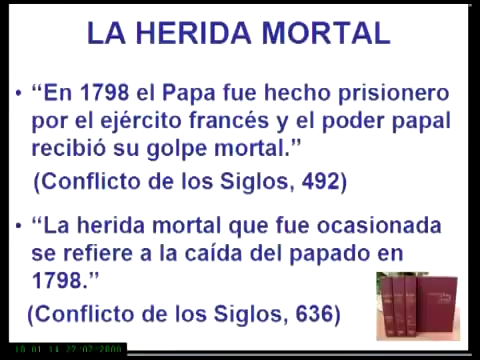 LA HERIDA MORTAL
• “En 1798 el Papa fue hecho prisionero
por el ejército francés y el poder papal
recibió su golpe mortal.”
(Conflicto de los Siglos, 492)
• “La herida mortal que fue ocasionada
se refiere a la caída del papado en
1798.”
(Conflicto de los Siglos, 636)